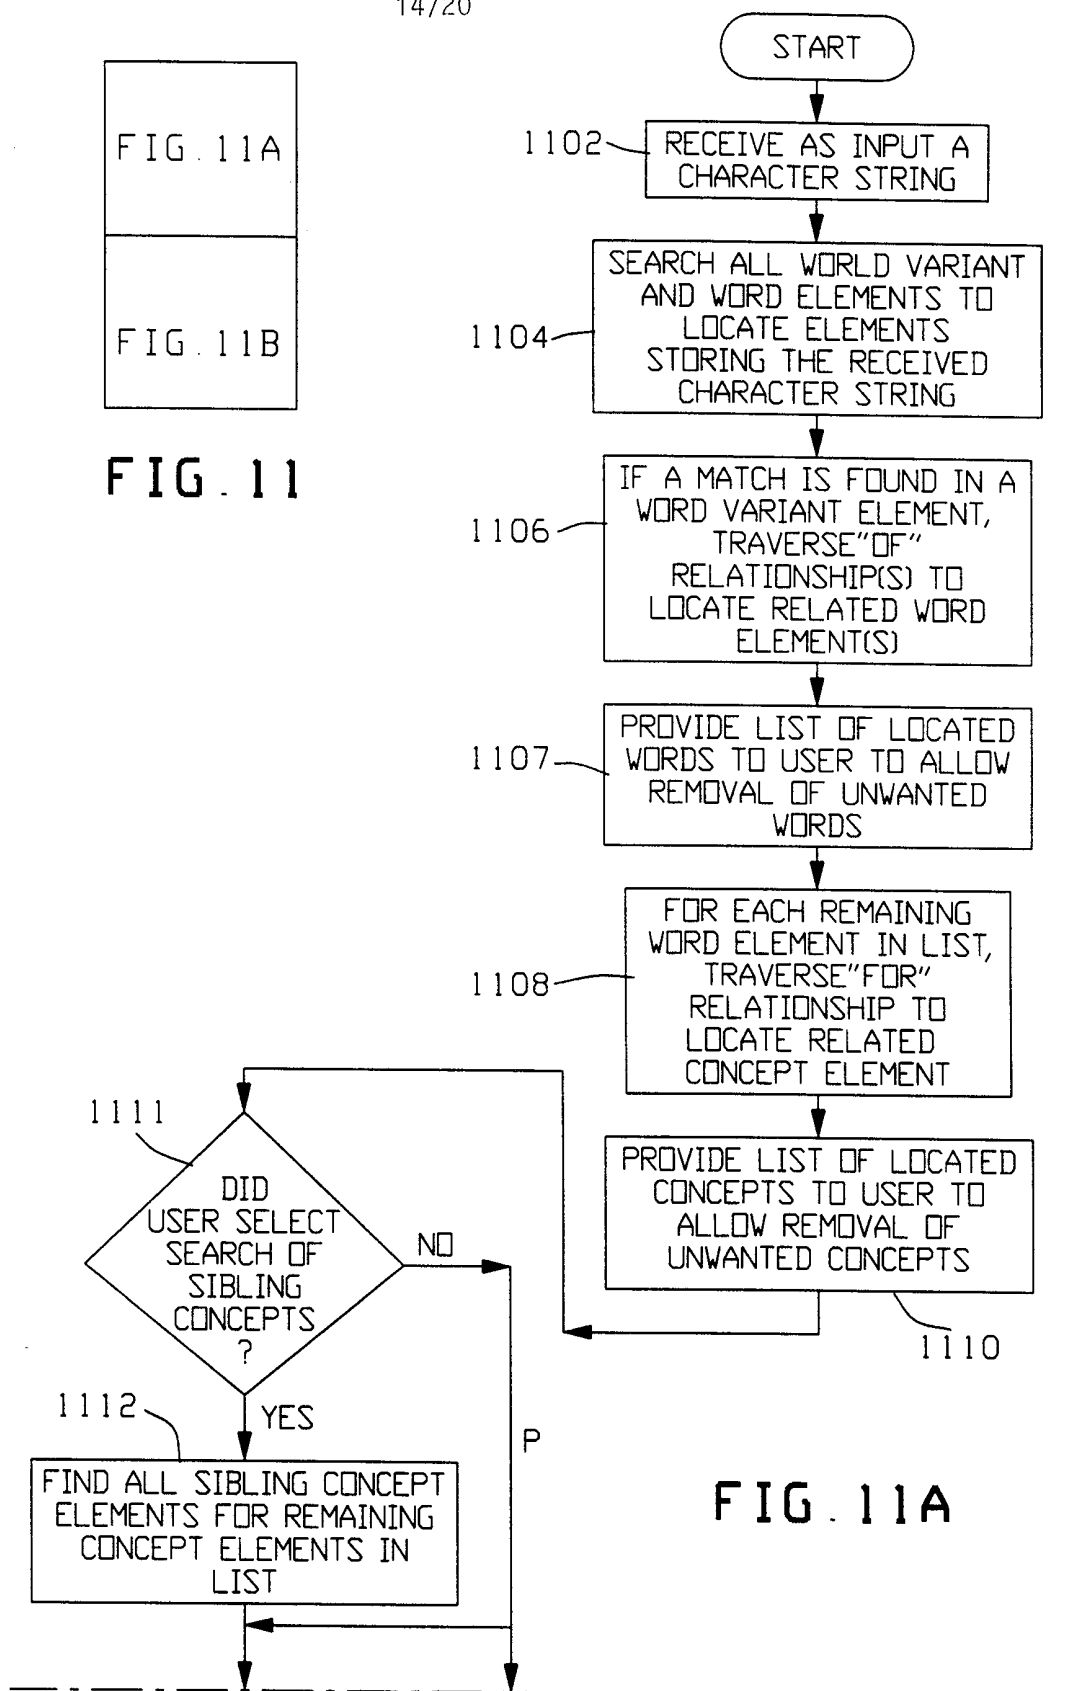 14/20
FIG. 11A
FIG. 11B
FIG. 11
START
1102
RECEIVE AS INPUT A
CHARACTER STRING
1104
SEARCH ALL WORLD VARIANT
AND WORD ELEMENTS TO
LOCATE ELEMENTS
STORING THE RECEIVED
CHARACTER STRING
1106
IF A MATCH IS FOUND IN A
WORD VARIANT ELEMENT,
TRAVERSE"OF"
RELATIONSHIP(S) TO
LOCATE RELATED WORD
ELEMENT(S)
1107
PROVIDE LIST OF LOCATED
WORDS TO USER TO ALLOW
REMOVAL OF UNWANTED
WORDS
1108
FOR EACH REMAINING
WORD ELEMENT IN LIST,
TRAVERSE"FOR"
RELATIONSHIP TO
LOCATE RELATED
CONCEPT ELEMENT
PROVIDE LIST OF LOCATED
CONCEPTS TO USER TO
ALLOW REMOVAL OF
UNWANTED CONCEPTS
1110
1111
DID
USER SELECT
SEARCH OF
SIBLING
CONCEPTS
?
NO
YES
P
1112
FIND ALL SIBLING CONCEPT
ELEMENTS FOR REMAINING
CONCEPT ELEMENTS IN
LIST
FIG. 11A